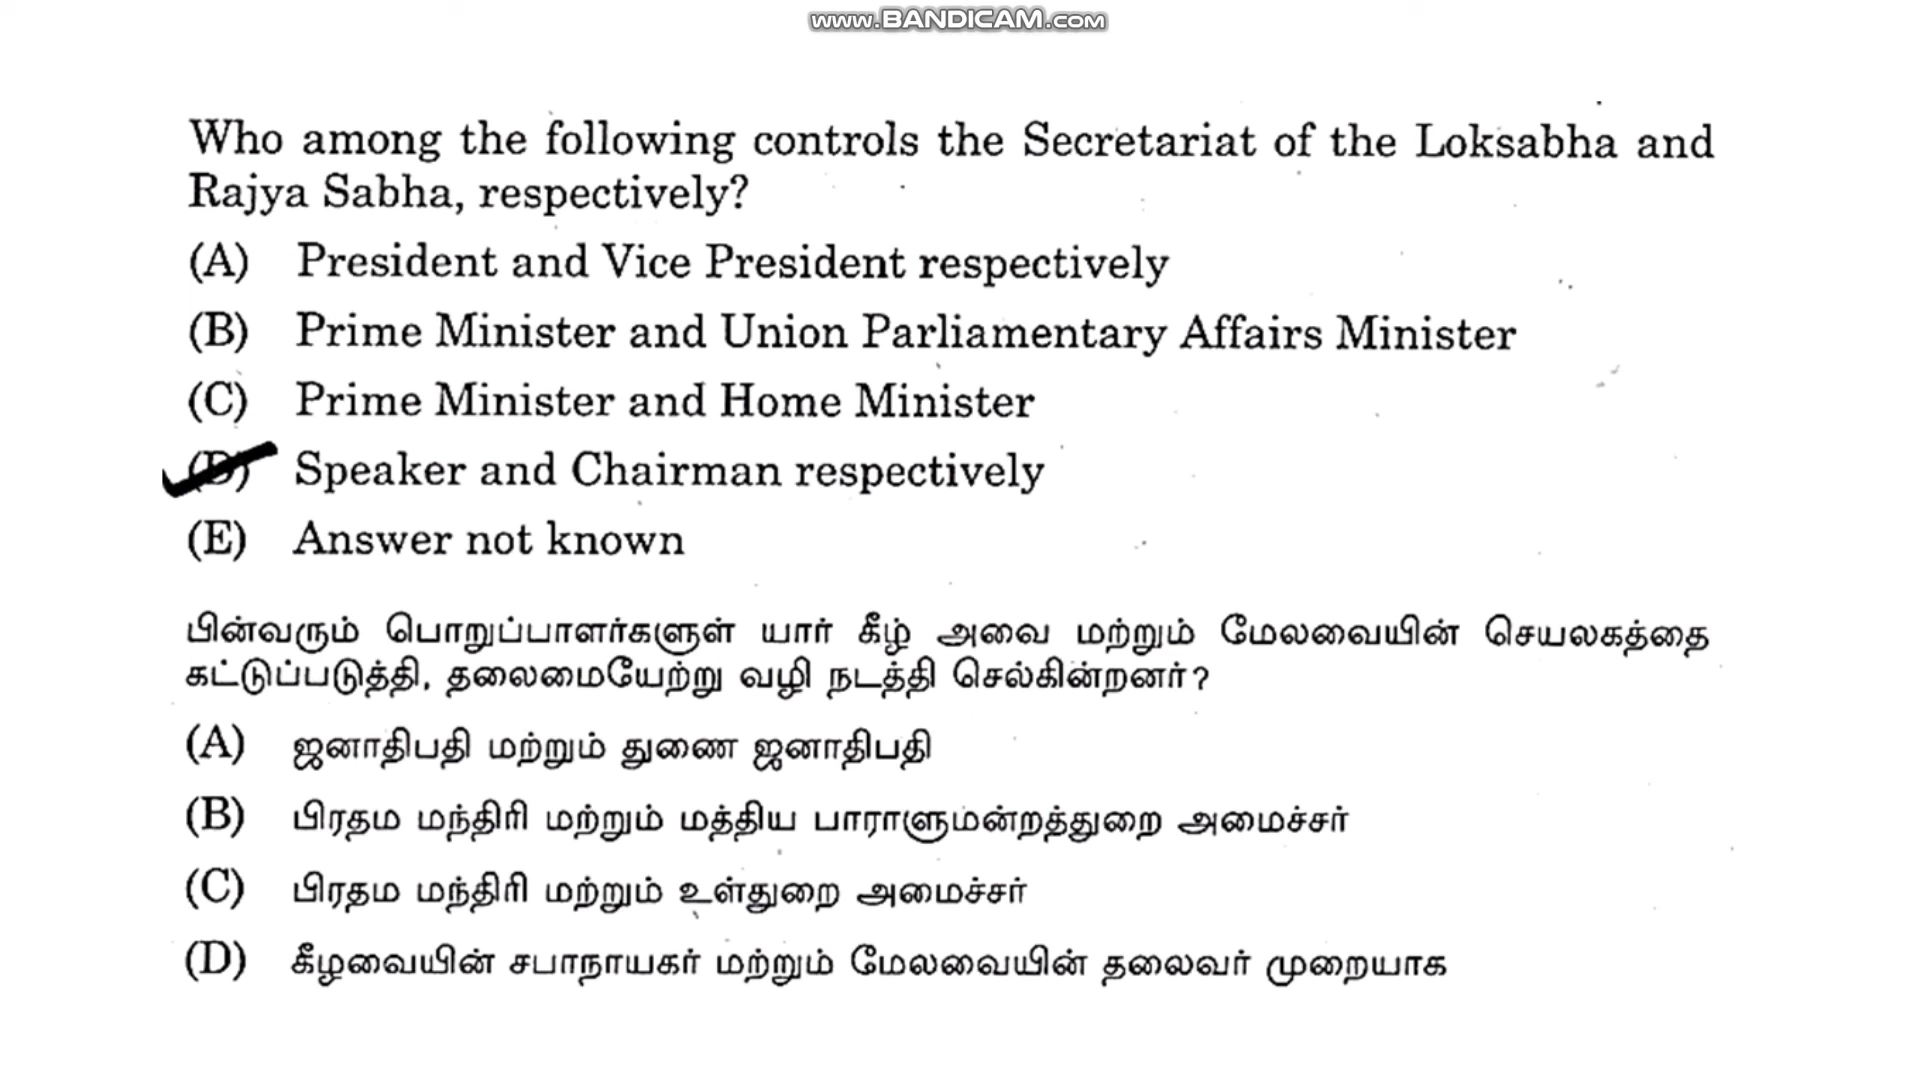 www.BANDICAM.com
Who among the following controls the Secretariat of the Loksabha and
Rajya Sabha, respectively?
(A) President and Vice President respectively
(B) Prime Minister and Union Parliamentary Affairs Minister
(C) Prime Minister and Home Minister
(D) Speaker and Chairman respectively
(E) Answer not known
பின்வரும் பொறுப்பாளர்களுள் யார் கீழ் அவை மற்றும் மேலவையின் செயலகத்தை
கட்டுப்படுத்தி, தலைமையேற்று வழி நடத்தி செல்கின்றனர்?
(A) ஜனாதிபதி மற்றும் துணை ஜனாதிபதி
(B) பிரதம மந்திரி மற்றும் மத்திய பாராளுமன்றத்துறை அமைச்சர்
(C) பிரதம மந்திரி மற்றும் உள்துறை அமைச்சர்
(D) கீழவையின் சபாநாயகர் மற்றும் மேலவையின் தலைவர் முறையாக